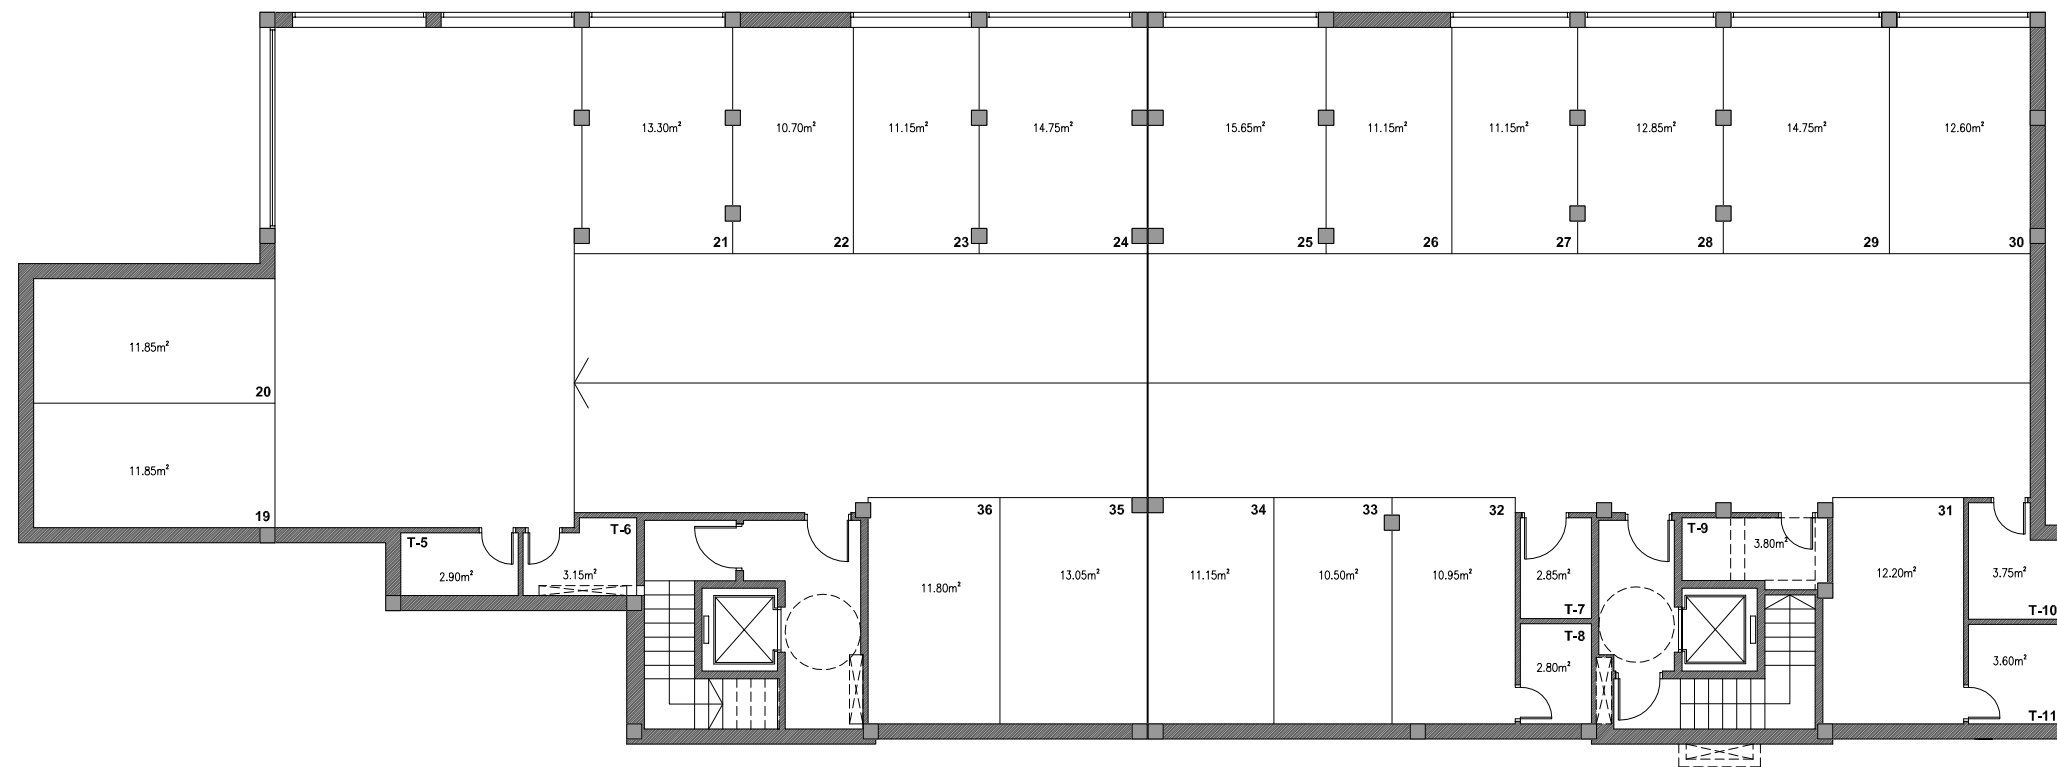 13.30m²
10.70m²
11.15m²
14.75m²
15.65m²
11.15m²
11.15m²
12.85m²
14.75m²
12.60m²
21
22
23
24
25
26
27
28
29
30
11.85m²
20
11.85m²
19
36
35
34
33
32
31
T-5
T-6
T-9
2.90m²
3.15m²
11.80m²
13.05m²
11.15m²
10.50m²
10.95m²
2.85m²
3.80m²
12.20m²
3.75m²
T-7
T-10
T-8
2.80m²
3.60m²
T-11